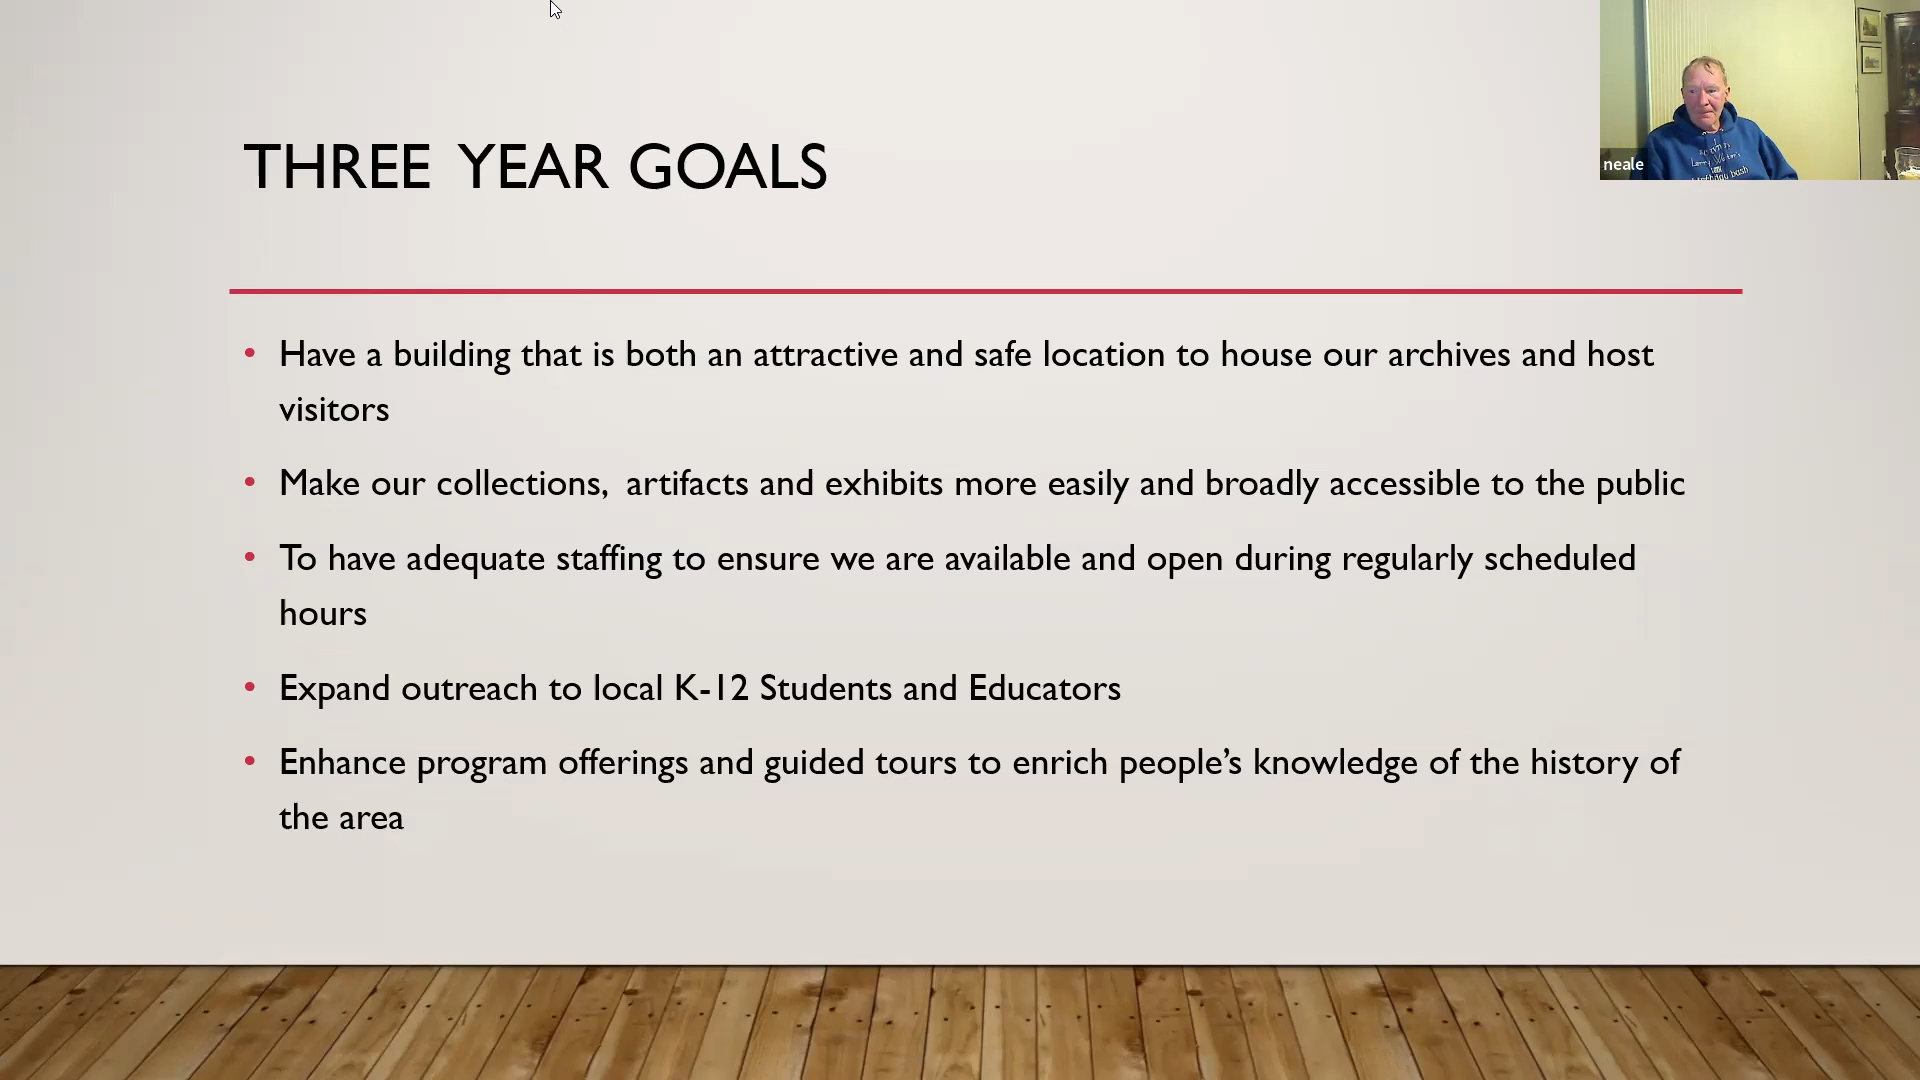 THREE YEAR GOALS
neale
• Have a building that is both an attractive and safe location to house our archives and host
visitors
• Make our collections, artifacts and exhibits more easily and broadly accessible to the public
• To have adequate staffing to ensure we are available and open during regularly scheduled
hours
• Expand outreach to local K-12 Students and Educators
• Enhance program offerings and guided tours to enrich people’s knowledge of the history of
the area